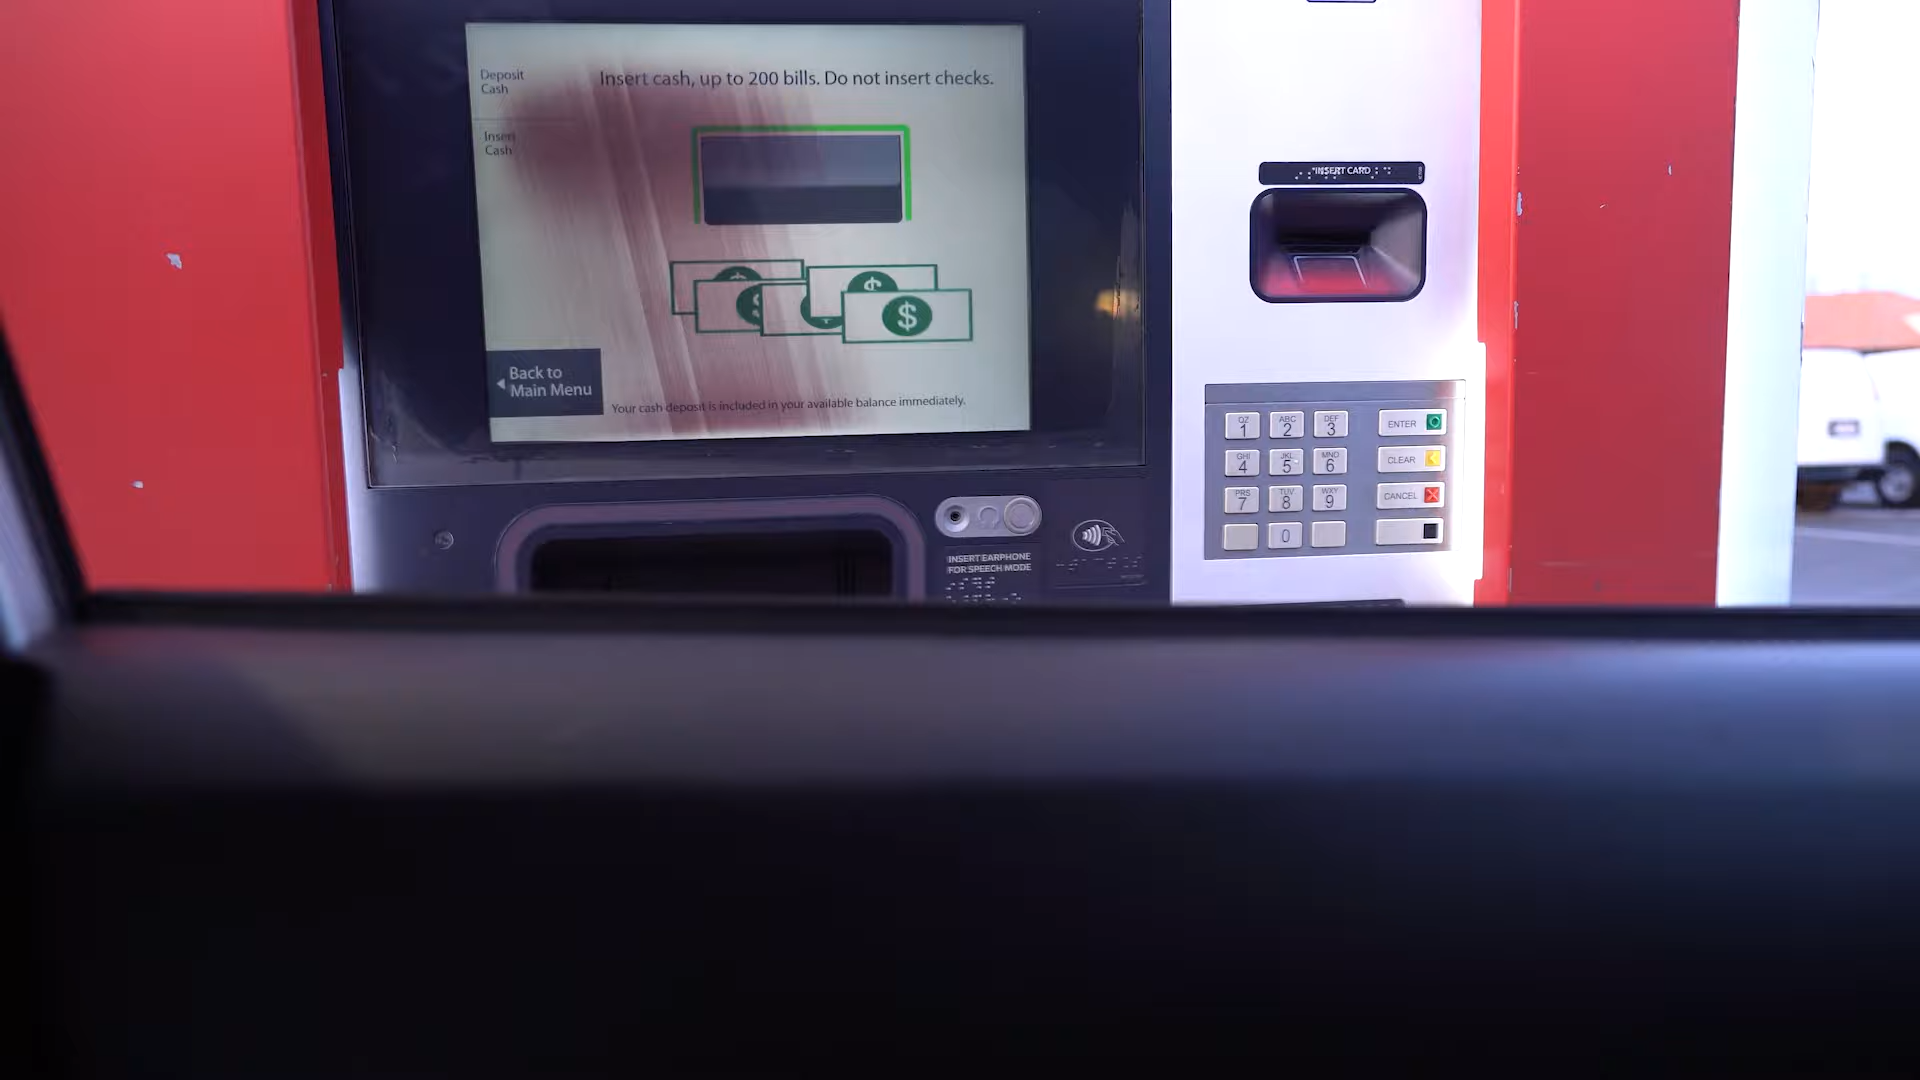 Deposit
Cash
Insert cash, up to 200 bills. Do not insert checks.
Insert
Cash
$
$
$
Back to
Main Menu
Your cash deposit is included in your available balance immediately.
INSERT CARD
QZ
1
ABC
2
DEF
3
ENTER
GHI
4
JKL
5
MNO
6
CLEAR
PRS
7
TUV
8
WXY
9
CANCEL
0
INSERT EARPHONE
FOR SPEECH MODE